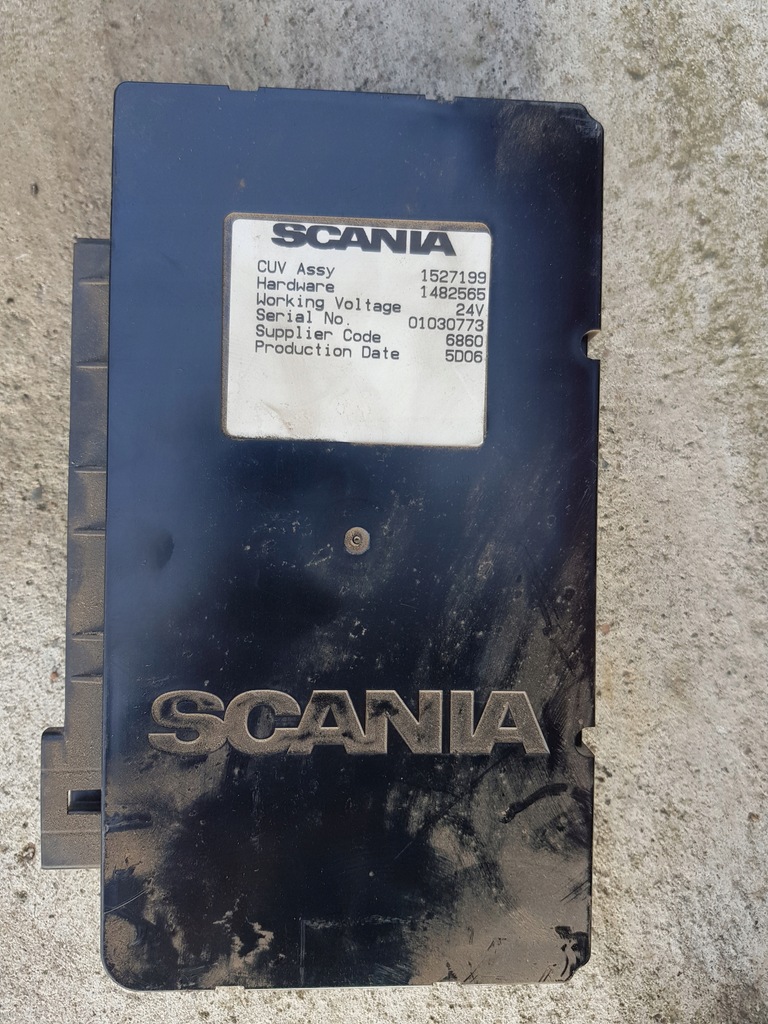 SCANIA
CUV Assy 1527199
Hardware 1482565
Working Voltage 24V
Serial No. 01030773
Supplier Code 6860
Production Date 5D06
SCANIA